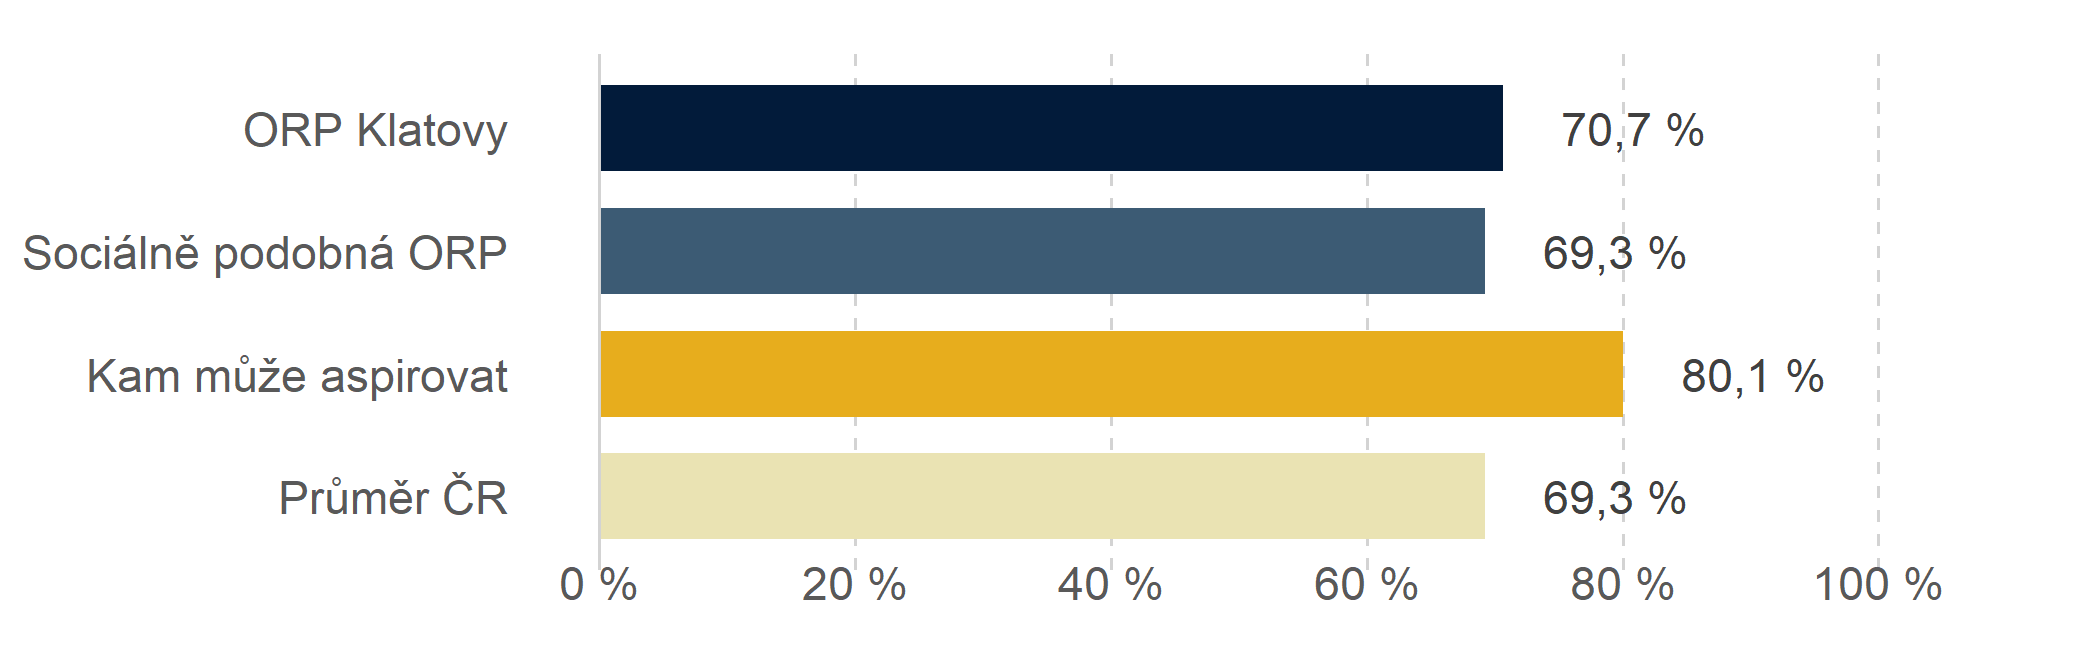 ORP Klatovy
70,7 %
Sociálně podobná ORP
69,3 %
Kam může aspirovat
80,1 %
Průměr ČR
69,3 %
0 %
20 %
40 %
60 %
80 %
100 %